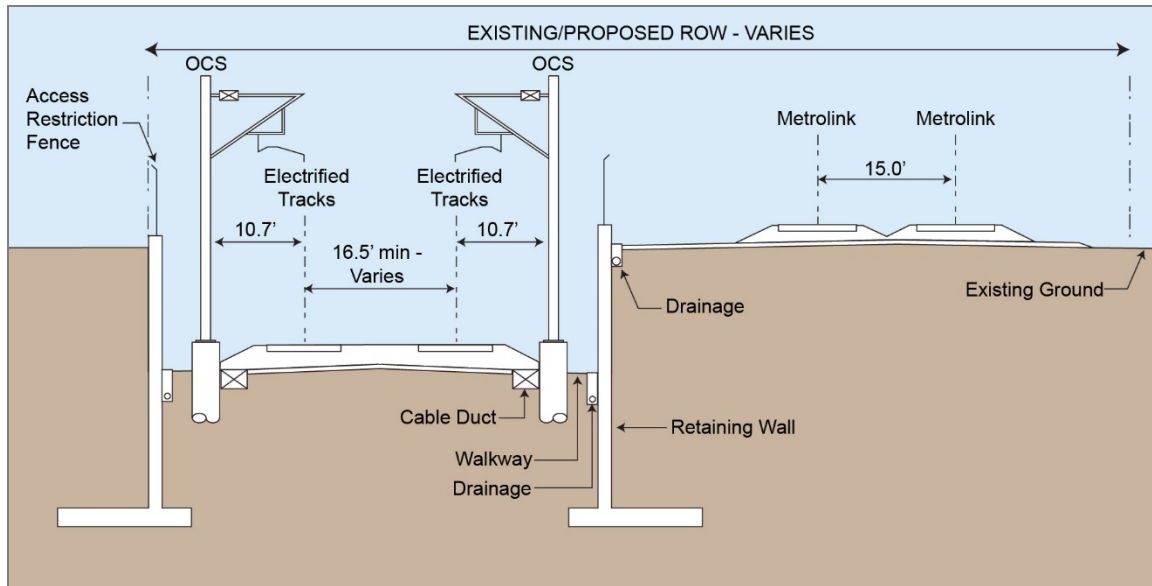 EXISTING/PROPOSED ROW - VARIES
OCS
OCS
Access
Restriction
Fence
Metrolink
Metrolink
15.0’
Electrified
Tracks
Electrified
Tracks
10.7’
10.7’
16.5’ min -
Varies
Existing Ground
Drainage
Cable Duct
Retaining Wall
Walkway
Drainage